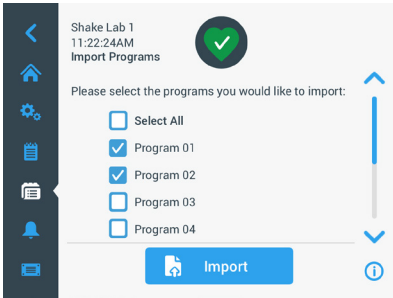 Shake Lab 1
11:22:24AM
Import Programs
Please select the programs you would like to import:
Select All
Program 01
Program 02
Program 03
Program 04
Import